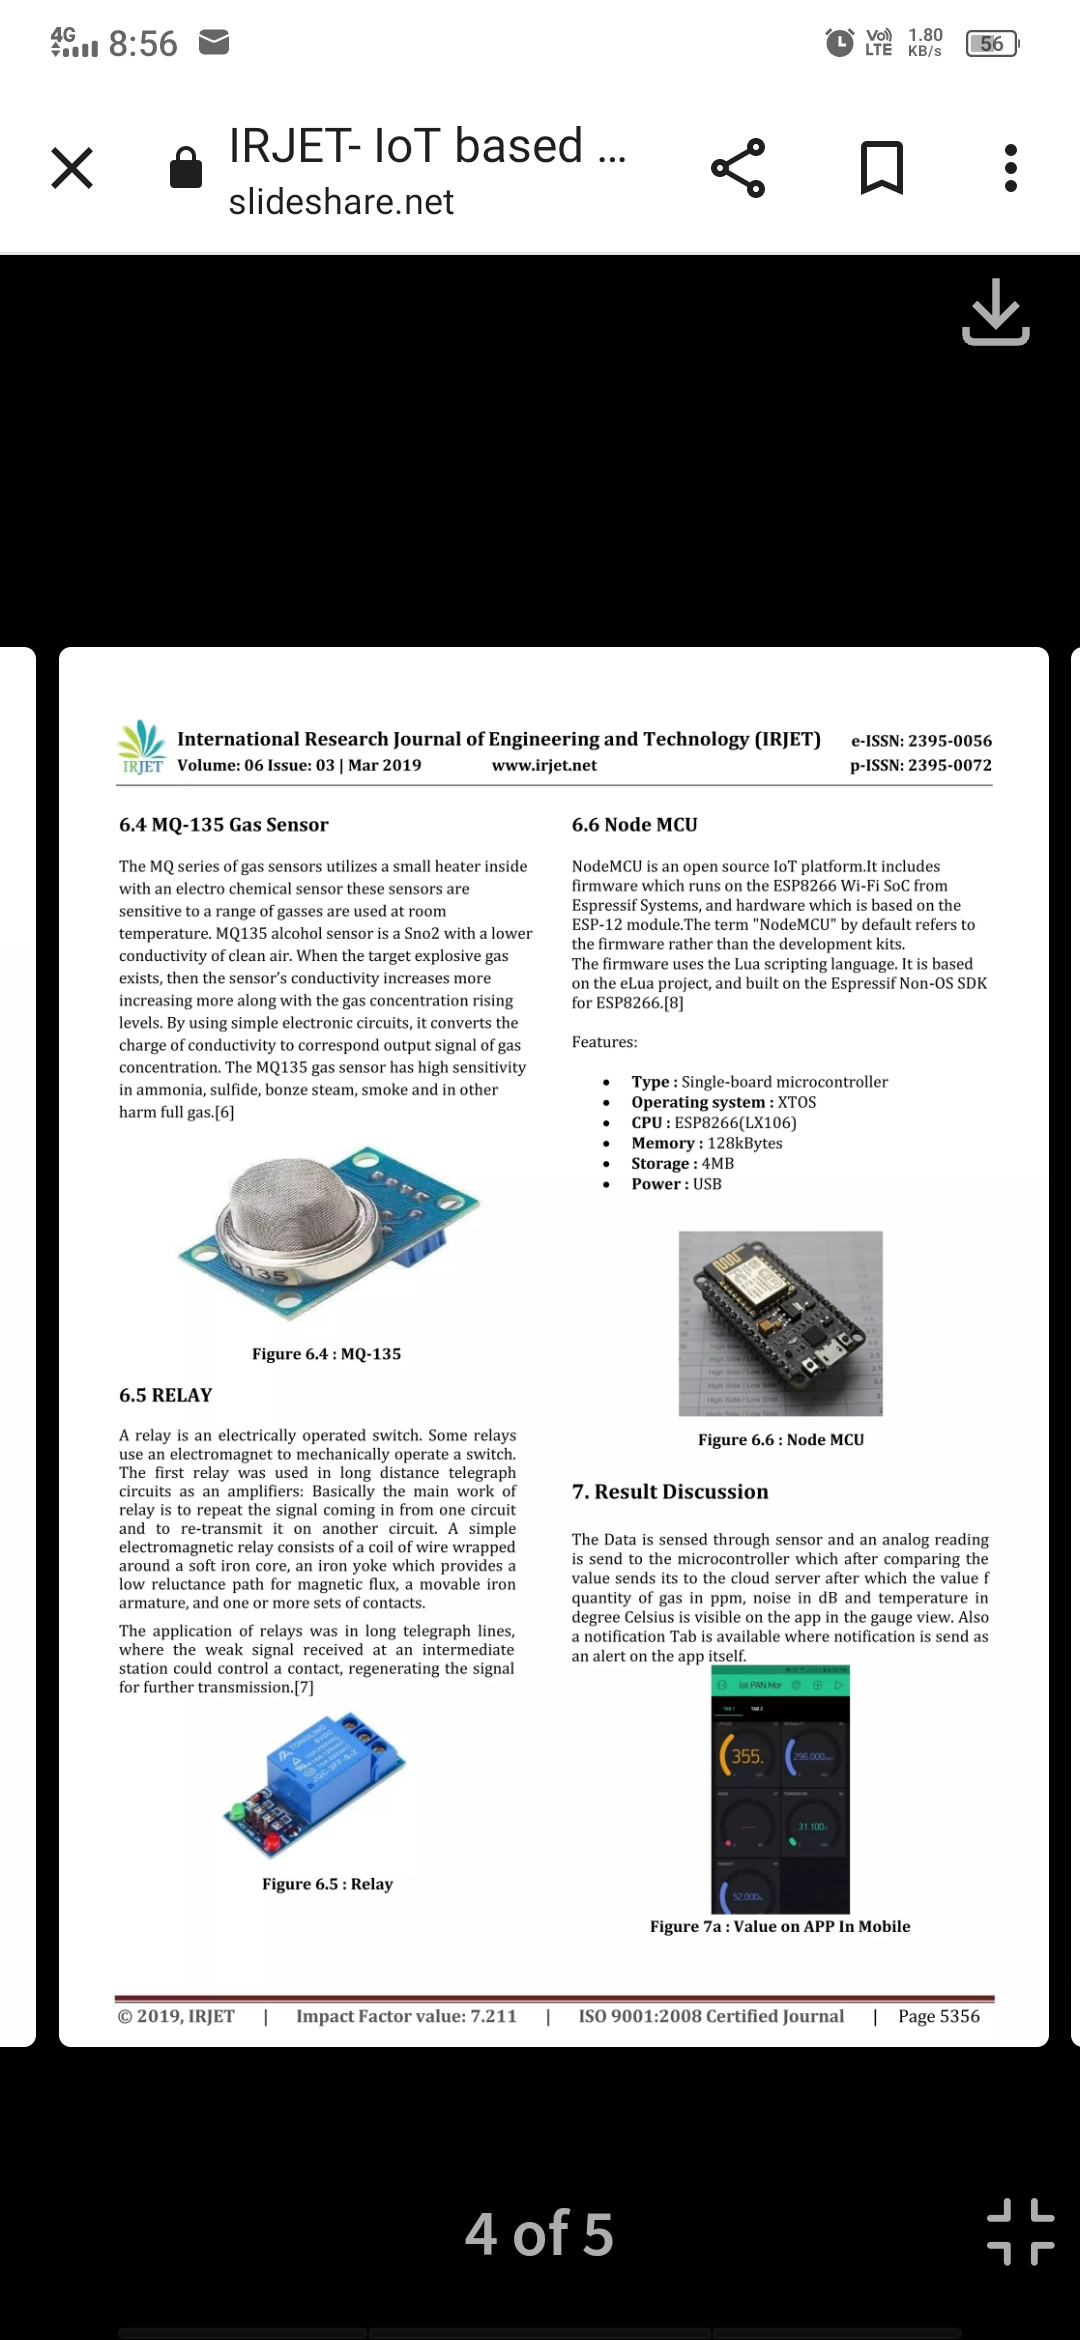 4G 8:56 Vo) LTE 1.80 KB/s 56
IRJET- IoT based ...
slideshare.net
IRJET
International Research Journal of Engineering and Technology (IRJET) e-ISSN: 2395-0056
Volume: 06 Issue: 03 | Mar 2019 www.irjet.net p-ISSN: 2395-0072
6.4 MQ-135 Gas Sensor
The MQ series of gas sensors utilizes a small heater inside
with an electro chemical sensor these sensors are
sensitive to a range of gasses are used at room
temperature. MQ135 alcohol sensor is a Sno2 with a lower
conductivity of clean air. When the target explosive gas
exists, then the sensor's conductivity increases more
increasing more along with the gas concentration rising
levels. By using simple electronic circuits, it converts the
charge of conductivity to correspond output signal of gas
concentration. The MQ135 gas sensor has high sensitivity
in ammonia, sulfide, bonze steam, smoke and in other
harm full gas.[6]
Q135
Figure 6.4 : MQ-135
6.5 RELAY
A relay is an electrically operated switch. Some relays
use an electromagnet to mechanically operate a switch.
The first relay was used in long distance telegraph
circuits as an amplifiers: Basically the main work of
relay is to repeat the signal coming in from one circuit
and to re-transmit it on another circuit. A simple
electromagnetic relay consists of a coil of wire wrapped
around a soft iron core, an iron yoke which provides a
low reluctance path for magnetic flux, a movable iron
armature, and one or more sets of contacts.
The application of relays was in long telegraph lines,
where the weak signal received at an intermediate
station could control a contact, regenerating the signal
for further transmission.[7]
TONGLING
Figure 6.5 : Relay
6.6 Node MCU
NodeMCU is an open source IoT platform.It includes
firmware which runs on the ESP8266 Wi-Fi SoC from
Espressif Systems, and hardware which is based on the
ESP-12 module.The term "NodeMCU" by default refers to
the firmware rather than the development kits.
The firmware uses the Lua scripting language. It is based
on the eLua project, and built on the Espressif Non-OS SDK
for ESP8266.[8]
Features:
• Type : Single-board microcontroller
• Operating system : XTOS
• CPU : ESP8266(LX106)
• Memory : 128kBytes
• Storage : 4MB
• Power : USB
High Side / Low Side
Figure 6.6 : Node MCU
7. Result Discussion
The Data is sensed through sensor and an analog reading
is send to the microcontroller which after comparing the
value sends its to the cloud server after which the value f
quantity of gas in ppm, noise in dB and temperature in
degree Celsius is visible on the app in the gauge view. Also
a notification Tab is available where notification is send as
an alert on the app itself.
Iot PAN Mor
TAB 1 TAB 2
355. 296.000
31.100
52.000
Figure 7a : Value on APP In Mobile
© 2019, IRJET | Impact Factor value: 7.211 | ISO 9001:2008 Certified Journal | Page 5356
4 of 5